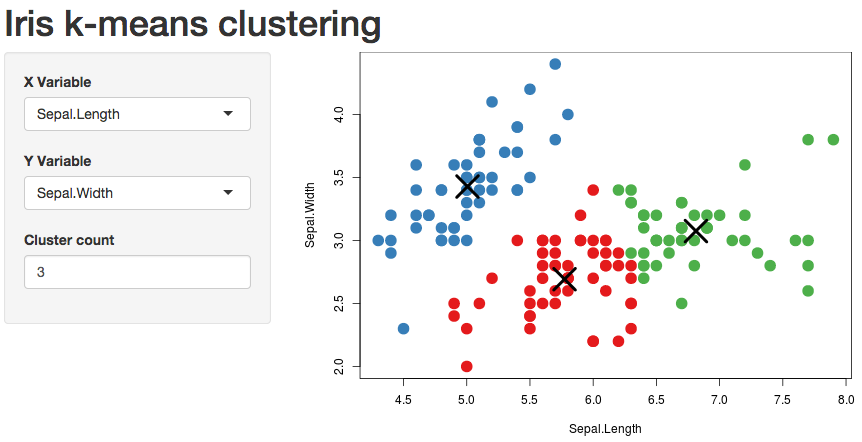 Iris k-means clustering
X Variable
Sepal.Length
Y Variable
Sepal.Width
Cluster count
3
Sepal.Width
4.0
3.5
3.0
2.5
2.0
4.5 5.0 5.5 6.0 6.5 7.0 7.5 8.0
Sepal.Length